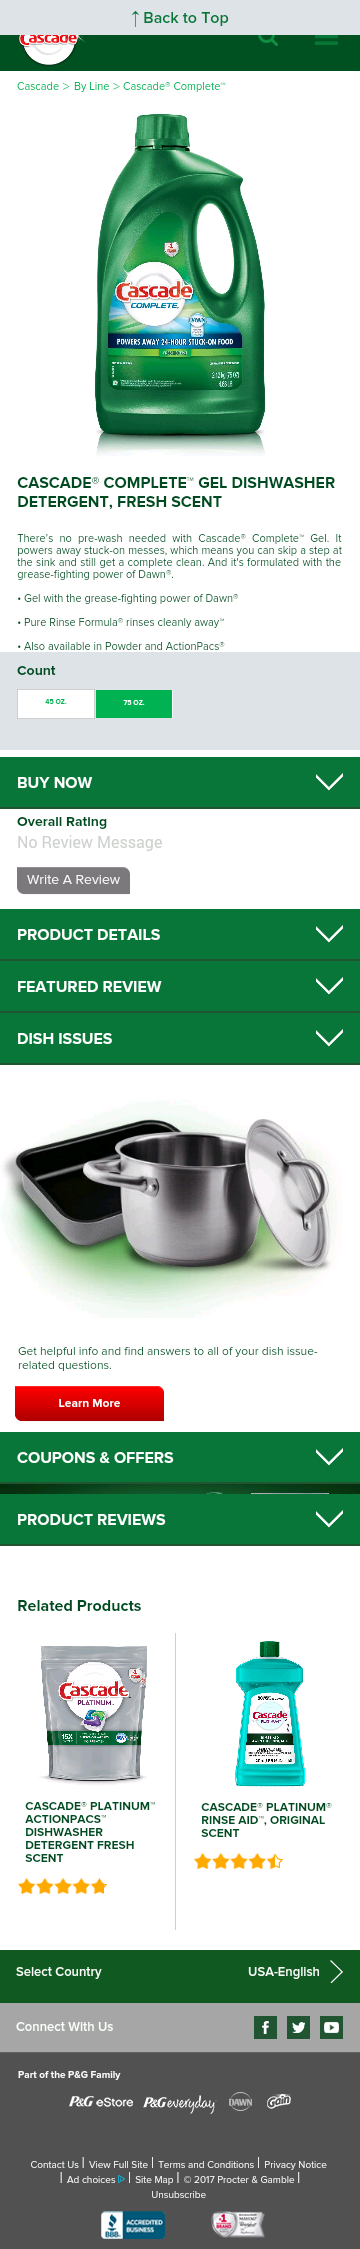 ↑ Back to Top
Cascade
Cascade > By Line > Cascade® Complete™
Cascade
COMPLETE.
DAWN
POWERS AWAY 24-HOUR STUCK-ON FOOD
CASCADE® COMPLETE™ GEL DISHWASHER
DETERGENT, FRESH SCENT
There's no pre-wash needed with Cascade® Complete™ Gel. It
powers away stuck-on messes, which means you can skip a step at
the sink and still get a complete clean. And it's formulated with the
grease-fighting power of Dawn®.
• Gel with the grease-fighting power of Dawn®
• Pure Rinse Formula® rinses cleanly away™
• Also available in Powder and ActionPacs®
Count
45 OZ. 75 OZ.
BUY NOW
Overall Rating
No Review Message
Write A Review
PRODUCT DETAILS
FEATURED REVIEW
DISH ISSUES
Get helpful info and find answers to all of your dish issue-
related questions.
Learn More
COUPONS & OFFERS
PRODUCT REVIEWS
Related Products
Cascade
PLATINUM.
Cascade
PLATINUM
CASCADE® PLATINUM™
ACTIONPACS™
DISHWASHER
DETERGENT FRESH
SCENT
CASCADE® PLATINUM®
RINSE AID™, ORIGINAL
SCENT
Select Country USA-English
Connect With Us
Part of the P&G Family
P&G eStore P&G everyday DAWN Gain
Contact Us | View Full Site | Terms and Conditions | Privacy Notice
| Ad choices | Site Map | © 2017 Procter & Gamble |
Unsubscribe
BBB ACCREDITED
BUSINESS